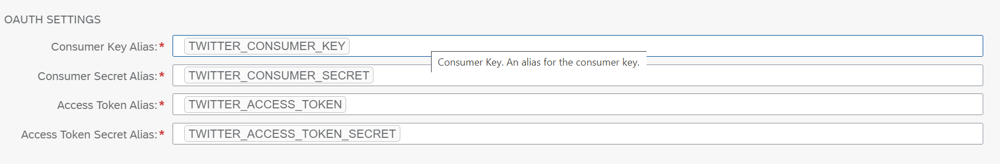 OAUTH SETTINGS
Consumer Key Alias:* TWITTER_CONSUMER_KEY
Consumer Key. An alias for the consumer key.
Consumer Secret Alias:* TWITTER_CONSUMER_SECRET
Access Token Alias:* TWITTER_ACCESS_TOKEN
Access Token Secret Alias:* TWITTER_ACCESS_TOKEN_SECRET